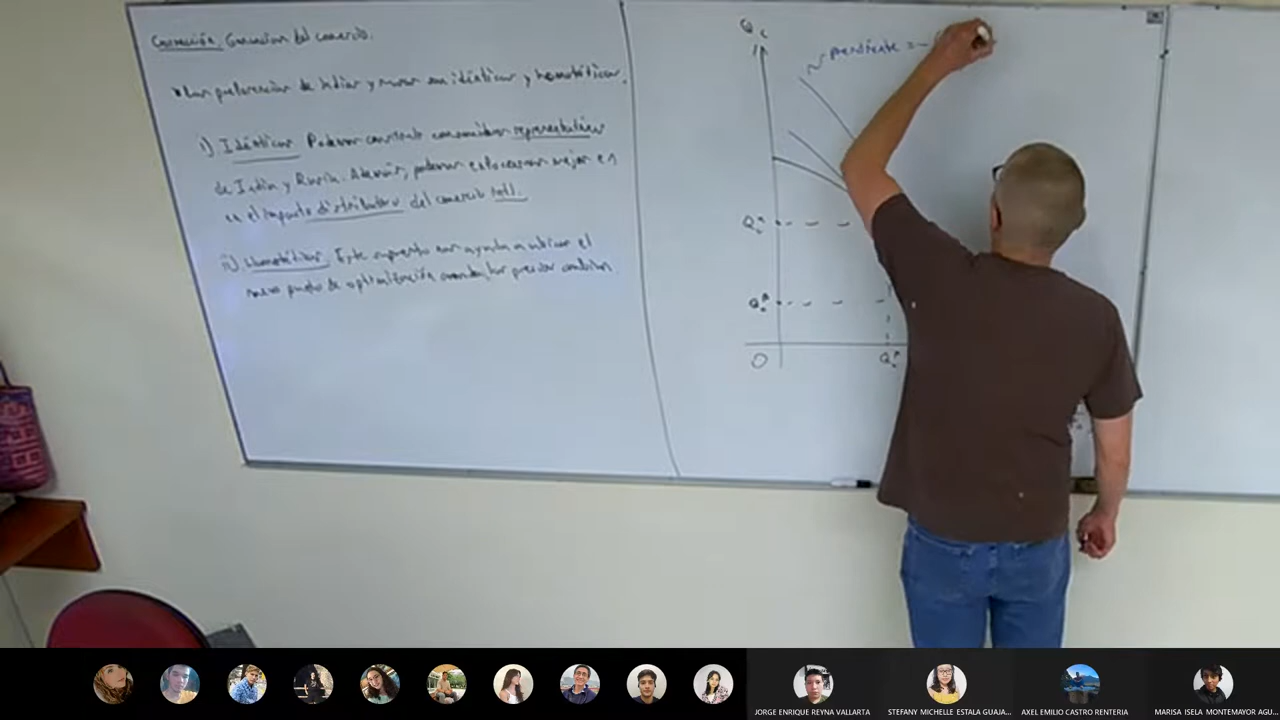 Corrección. Ganancias del comercio.
* Las preferencias de India y Rusia son idénticas y homotéticas.
i) Idénticas Podemos construir consumidores representativos
de India y Rusia. Además, podemos enfocarnos mejor en
en el impacto distributivo del comercio intl.
ii) Homotéticas. Este supuesto nos ayuda a ubicar el
nuevo punto de optimización cuando los precios cambian.
pendiente = -
O
JORGE ENRIQUE REYNA VALLARTA
STEFANY MICHELLE ESTALA GUAJA...
AXEL EMILIO CASTRO RENTERIA
MARISA ISELA MONTEMAYOR AGU...